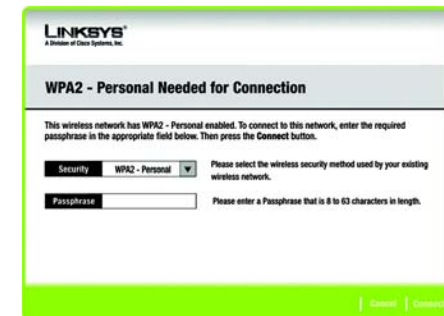 LINKSYS®
A Division of Cisco Systems, Inc.
WPA2 - Personal Needed for Connection
This wireless network has WPA2 - Personal enabled. To connect to this network, enter the required
passphrase in the appropriate field below. Then press the Connect button.
Security WPA2 - Personal Please select the wireless security method used by your existing
wireless network.
Passphrase Please enter a Passphrase that is 8 to 63 characters in length.
Cancel Connect